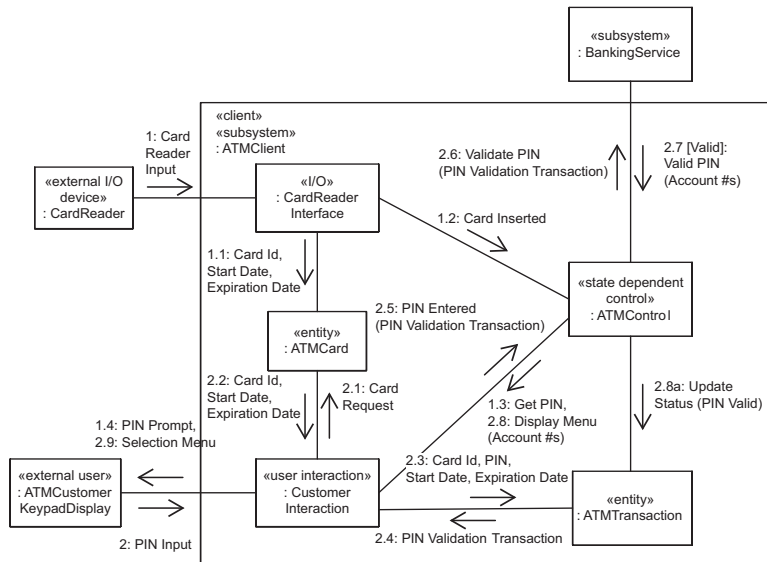 «subsystem»
: BankingService
«client»
«subsystem»
: ATMClient
1: Card
Reader
Input
2.6: Validate PIN
(PIN Validation Transaction)
2.7 [Valid]:
Valid PIN
(Account #s)
«external I/O
device»
: CardReader
«I/O»
: CardReader
Interface
1.2: Card Inserted
1.1: Card Id,
Start Date,
Expiration Date
«state dependent
control»
: ATMControl
2.5: PIN Entered
(PIN Validation Transaction)
«entity»
: ATMCard
2.2: Card Id,
Start Date,
Expiration Date
2.1: Card
Request
1.3: Get PIN,
2.8: Display Menu
(Account #s)
2.8a: Update
Status (PIN Valid)
1.4: PIN Prompt,
2.9: Selection Menu
2.3: Card Id, PIN,
Start Date, Expiration Date
«external user»
: ATMCustomer
KeypadDisplay
«user interaction»
: Customer
Interaction
«entity»
: ATMTransaction
2: PIN Input
2.4: PIN Validation Transaction